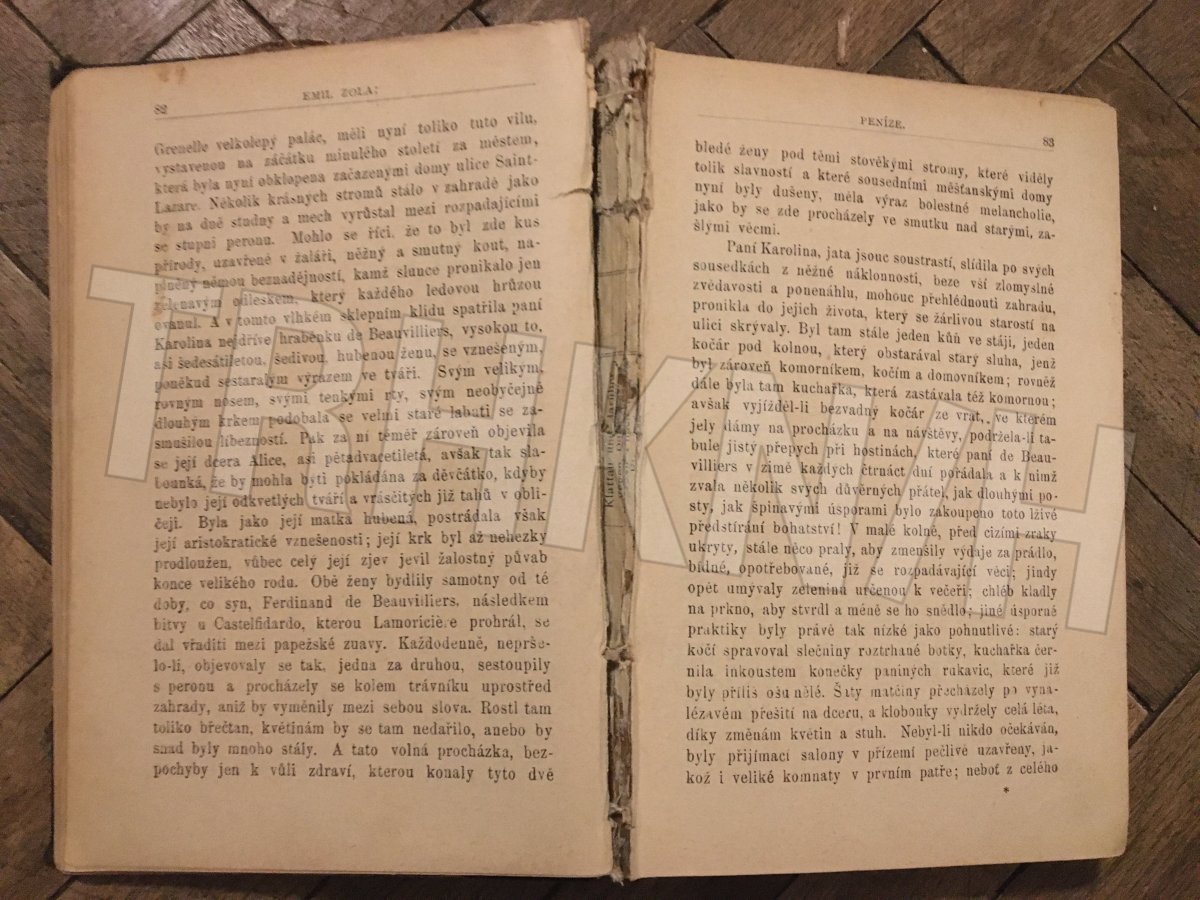 82
EMIL ZOLA:
Grenelle velkolepý palác, měli nyní toliko tuto vilu,
vystavenou na záčátku minulého století za městem,
která byla nyní obklopena začazenými domy ulice Saint-
Lazare. Několik krásných stromů stálo v zahradě jako
by na dně studny a mech vyrůstal mezi rozpadajícími
se stupni peronu. Mohlo se říci, že to byl zde kus
přírody, uzavřené v žaláři, něžný a smutný kout, na-
plněný němou beznadějností, kamž slunce pronikalo jen
zelenavým odleskem, který každého ledovou hrůzou
ovanul. A v tomto vlhkém sklepním klidu spatřila paní
Karolina nejdříve hraběnku de Beauvilliers, vysokou to,
asi šedesátiletou, šedivou, hubenou ženu, se vznešeným,
poněkud sestaralým výrazem ve tváři. Svým velikým,
rovným nosem, svými tenkými rty, svým neobyčejně
dlouhým krkem podobala se velmi staré labuti se za-
smušilou líbezností. Pak za ní téměř zároveň objevila
se její dcera Alice, asi pětadvacetiletá, avšak tak sla-
bounká, že by mohla býti pokládána za děvčátko, kdyby
nebylo její odkvetlých tváří a vrásčitých již tahů v obli-
čeji. Byla jako její matka hubená, postrádala však
její aristokratické vznešenosti; její krk byl až nehezky
prodloužen, vůbec celý její zjev jevil žalostný půvab
konce velikého rodu. Obě ženy bydlily samotny od té
doby, co syn, Ferdinand de Beauvilliers, následkem
bitvy u Castelfidardo, kterou Lamoricière prohrál, se
dal vřaditi mezi papežské zuavy. Každodenně, nepršе-
lo-li, objevovaly se tak, jedna za druhou, sestoupily
s peronu a procházely se kolem trávníku uprostřed
zahrady, aniž by vyměnily mezi sebou slova. Rostl tam
toliko břečtan, květinám by se tam nedařilo, anebo by
snad byly mnoho stály. A tato volná procházka, bez-
pochyby jen k vůli zdraví, kterou konaly tyto dvě
PENÍZE.
83
bledé ženy pod těmi stověkými stromy, které viděly
tolik slavností a které sousedními měšťanskými domy
nyní byly dušeny, měla výraz bolestné melancholie,
jako by se zde procházely ve smutku nad starými, za-
šlými věcmi.
Paní Karolina, jata jsouc soustrastí, slídila po svých
sousedkách z něžné náklonnosti, beze vší zlomyslné
zvědavosti a ponenáhlu, mohouc přehlédnouti zahradu,
pronikla do jejich života, který se žárlivou starostí na
ulici skrývaly. Byl tam stále jeden kůň ve stáji, jeden
kočár pod kolnou, který obstarával starý sluha, jenž
byl zároveň komorníkem, kočím a domovníkem; rovněž
dále byla tam kuchařka, která zastávala též komornou;
avšak vyjížděl-li bezvadný kočár ze vrat, ve kterém
jely dámy na procházku a na návštěvy, podržela-li ta-
bule jistý přepych při hostinách, které paní de Beau-
villiers v zimě každých čtrnáct dní pořádala a k nimž
zvala několik svých důvěrných přátel, jak dlouhými po-
sty, jak špinavými úsporami bylo zakoupeno toto lživé
předstírání bohatství! V malé kolně, před cizími zraky
ukryty, stále něco praly, aby zmenšily výdaje za prádlo,
bídné, opotřebované, již se rozpadávající věci; jindy
opět umývaly zeleninu určenou k večeři; chléb kladly
na prkno, aby stvrdl a méně se ho snědlo; jiné úsporné
praktiky byly právě tak nízké jako pohnutlivé: starý
kočí spravoval slečniny roztrhané botky, kuchařka čer-
nila inkoustem konečky paniných rukavic, které již
byly příliš ošumělé. Šaty matčiny přecházely po vyna-
lézavém přešití na dceru, a klobouky vydržely celá léta,
díky změnám květin a stuh. Nebyl-li nikdo očekáván,
byly přijímací salony v přízemí pečlivě uzavřeny, ja-
kož i veliké komnaty v prvním patře; neboť z celého
*
TRHKNIH